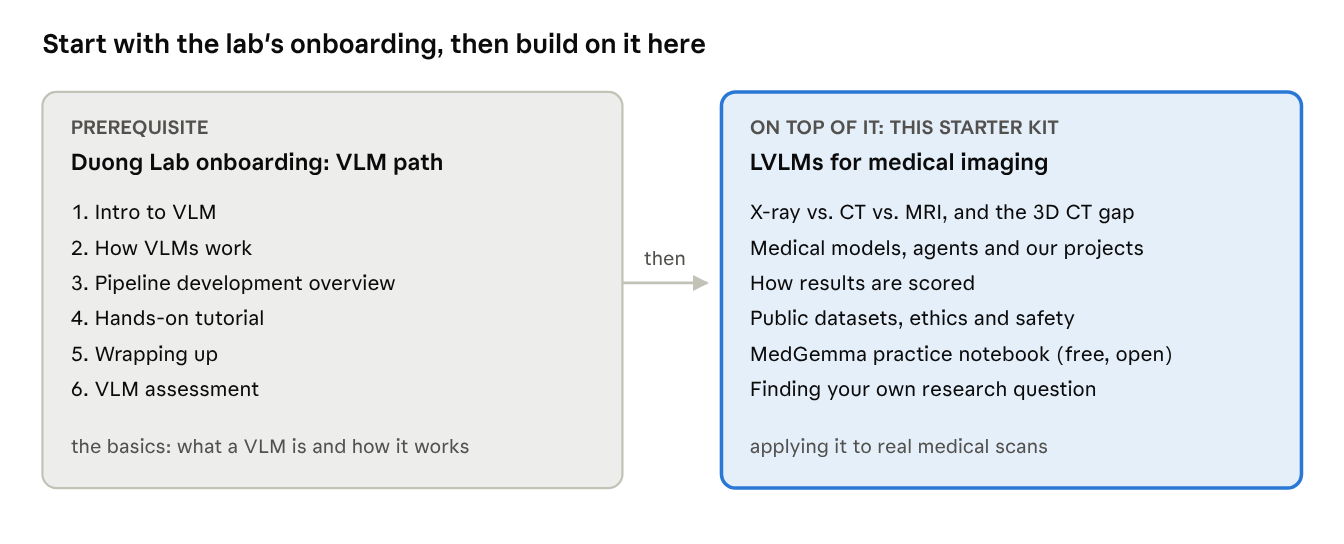 Start with the lab's onboarding, then build on it here
PREREQUISITE
Duong Lab onboarding: VLM path
1. Intro to VLM
2. How VLMs work
3. Pipeline development overview
4. Hands-on tutorial
5. Wrapping up
6. VLM assessment
the basics: what a VLM is and how it works
then
ON TOP OF IT: THIS STARTER KIT
LVLMs for medical imaging
X-ray vs. CT vs. MRI, and the 3D CT gap
Medical models, agents and our projects
How results are scored
Public datasets, ethics and safety
MedGemma practice notebook (free, open)
Finding your own research question
applying it to real medical scans